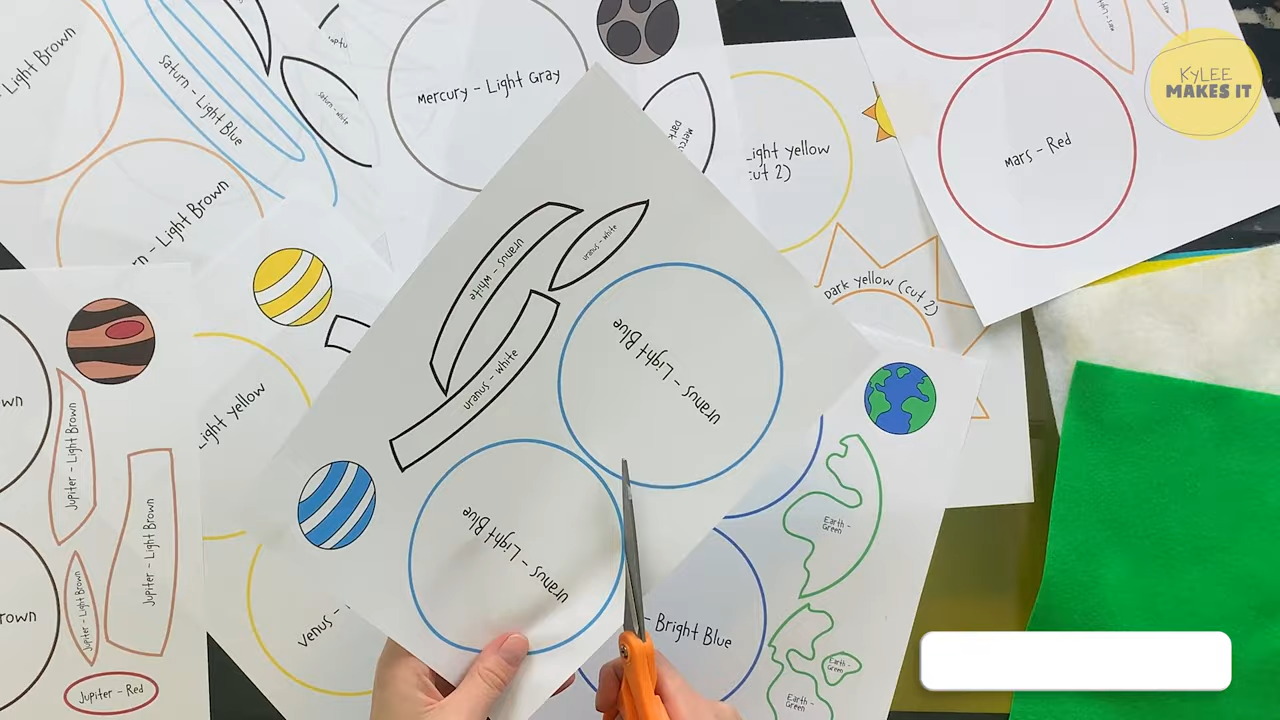 Light Brown
Saturn - Light Blue
Saturn - White
Mercury - Light Gray
Light yellow
cut 2)
Dark yellow (cut 2)
Mars - Red
KYLEE
MAKES IT
Light Brown
uranus - white
uranus - white
uranus - white
uranus - Light Blue
uranus - Light Blue
Light yellow
Venus -
- Bright Blue
Earth -
Green
Earth -
Green
Earth -
Green
Jupiter - Light Brown
Jupiter - Light Brown
Jupiter - Light Brown
Jupiter - Red